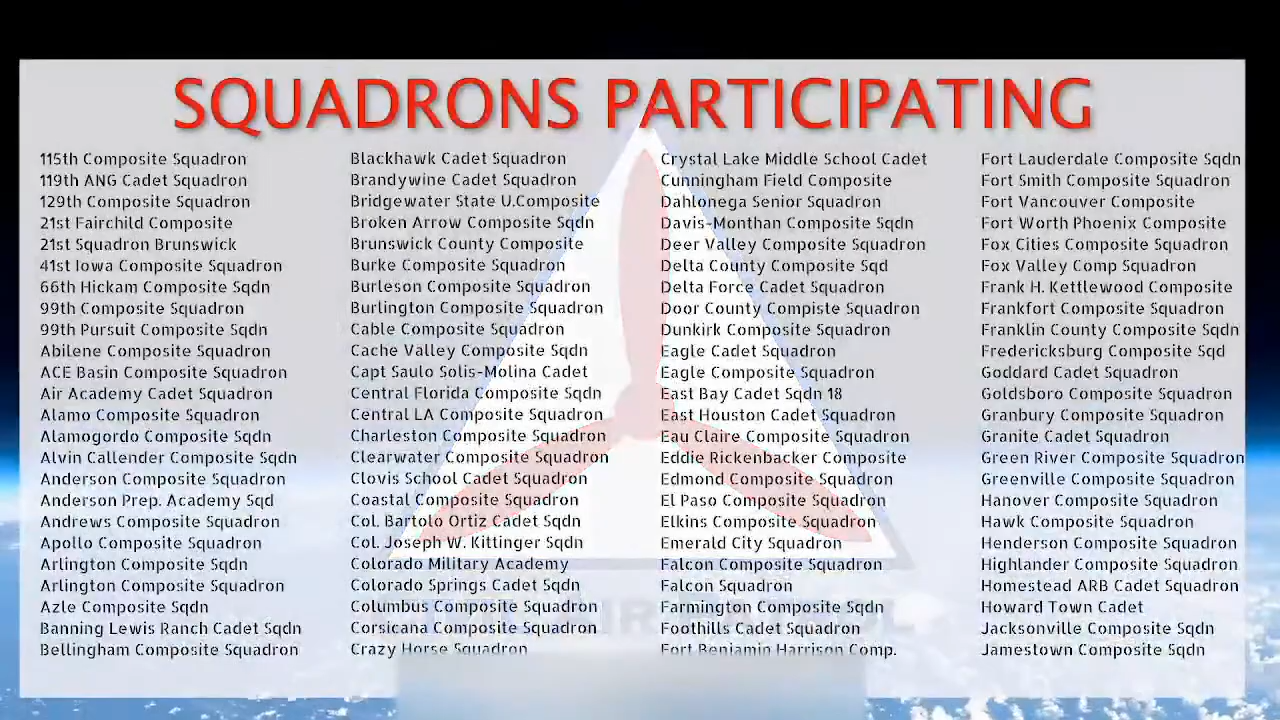 SQUADRONS PARTICIPATING
115th Composite Squadron
119th ANG Cadet Squadron
129th Composite Squadron
21st Fairchild Composite
21st Squadron Brunswick
41st Iowa Composite Squadron
66th Hickam Composite Sqdn
99th Composite Squadron
99th Pursuit Composite Sqdn
Abilene Composite Squadron
ACE Basin Composite Squadron
Air Academy Cadet Squadron
Alamo Composite Squadron
Alamogordo Composite Sqdn
Alvin Callender Composite Sqdn
Anderson Composite Squadron
Anderson Prep. Academy Sqd
Andrews Composite Squadron
Apollo Composite Squadron
Arlington Composite Sqdn
Arlington Composite Squadron
Azle Composite Sqdn
Banning Lewis Ranch Cadet Sqdn
Bellingham Composite Squadron
Blackhawk Cadet Squadron
Brandywine Cadet Squadron
Bridgewater State U.Composite
Broken Arrow Composite Sqdn
Brunswick County Composite
Burke Composite Squadron
Burleson Composite Squadron
Burlington Composite Squadron
Cable Composite Squadron
Cache Valley Composite Sqdn
Capt Saulo Solis-Molina Cadet
Central Florida Composite Sqdn
Central LA Composite Squadron
Charleston Composite Squadron
Clearwater Composite Squadron
Clovis School Cadet Squadron
Coastal Composite Squadron
Col. Bartolo Ortiz Cadet Sqdn
Col. Joseph W. Kittinger Sqdn
Colorado Military Academy
Colorado Springs Cadet Sqdn
Columbus Composite Squadron
Corsicana Composite Squadron
Crazy Horse Squadron
Crystal Lake Middle School Cadet
Cunningham Field Composite
Dahlonega Senior Squadron
Davis-Monthan Composite Sqdn
Deer Valley Composite Squadron
Delta County Composite Sqd
Delta Force Cadet Squadron
Door County Compiste Squadron
Dunkirk Composite Squadron
Eagle Cadet Squadron
Eagle Composite Squadron
East Bay Cadet Sqdn 18
East Houston Cadet Squadron
Eau Claire Composite Squadron
Eddie Rickenbacker Composite
Edmond Composite Squadron
El Paso Composite Squadron
Elkins Composite Squadron
Emerald City Squadron
Falcon Composite Squadron
Falcon Squadron
Farmington Composite Sqdn
Foothills Cadet Squadron
Fort Benjamin Harrison Comp.
Fort Lauderdale Composite Sqdn
Fort Smith Composite Squadron
Fort Vancouver Composite
Fort Worth Phoenix Composite
Fox Cities Composite Squadron
Fox Valley Comp Squadron
Frank H. Kettlewood Composite
Frankfort Composite Squadron
Franklin County Composite Sqdn
Fredericksburg Composite Sqd
Goddard Cadet Squadron
Goldsboro Composite Squadron
Granbury Composite Squadron
Granite Cadet Squadron
Green River Composite Squadron
Greenville Composite Squadron
Hanover Composite Squadron
Hawk Composite Squadron
Henderson Composite Squadron
Highlander Composite Squadron
Homestead ARB Cadet Squadron
Howard Town Cadet
Jacksonville Composite Sqdn
Jamestown Composite Sqdn